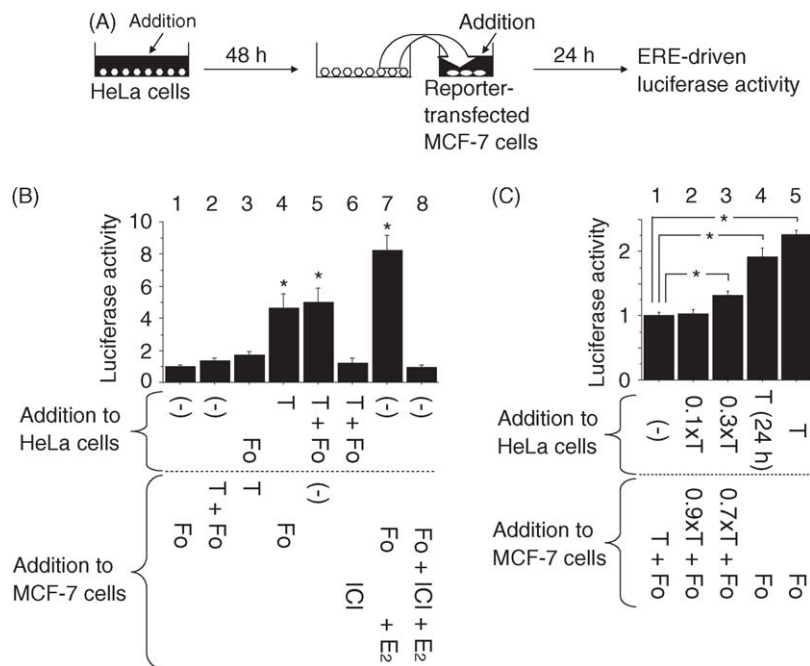 (A)
Addition
HeLa cells
48 h
Addition
Reporter-
transfected
MCF-7 cells
24 h
ERE-driven
luciferase activity
(B)
1 2 3 4 5 6 7 8
Luciferase activity
10
8
6
4
2
0
* * *
Addition to
HeLa cells
(-) (-) Fo T T + Fo T + Fo (-) (-)
Addition to
MCF-7 cells
Fo T + Fo T Fo (-) ICI Fo + E2 Fo + ICI + E2
(C)
1 2 3 4 5
Luciferase activity
2
1
0
*
*
*
Addition to
HeLa cells
(-) 0.1xT 0.3xT T (24 h) T
Addition to
MCF-7 cells
T + Fo 0.9xT + Fo 0.7xT + Fo Fo Fo